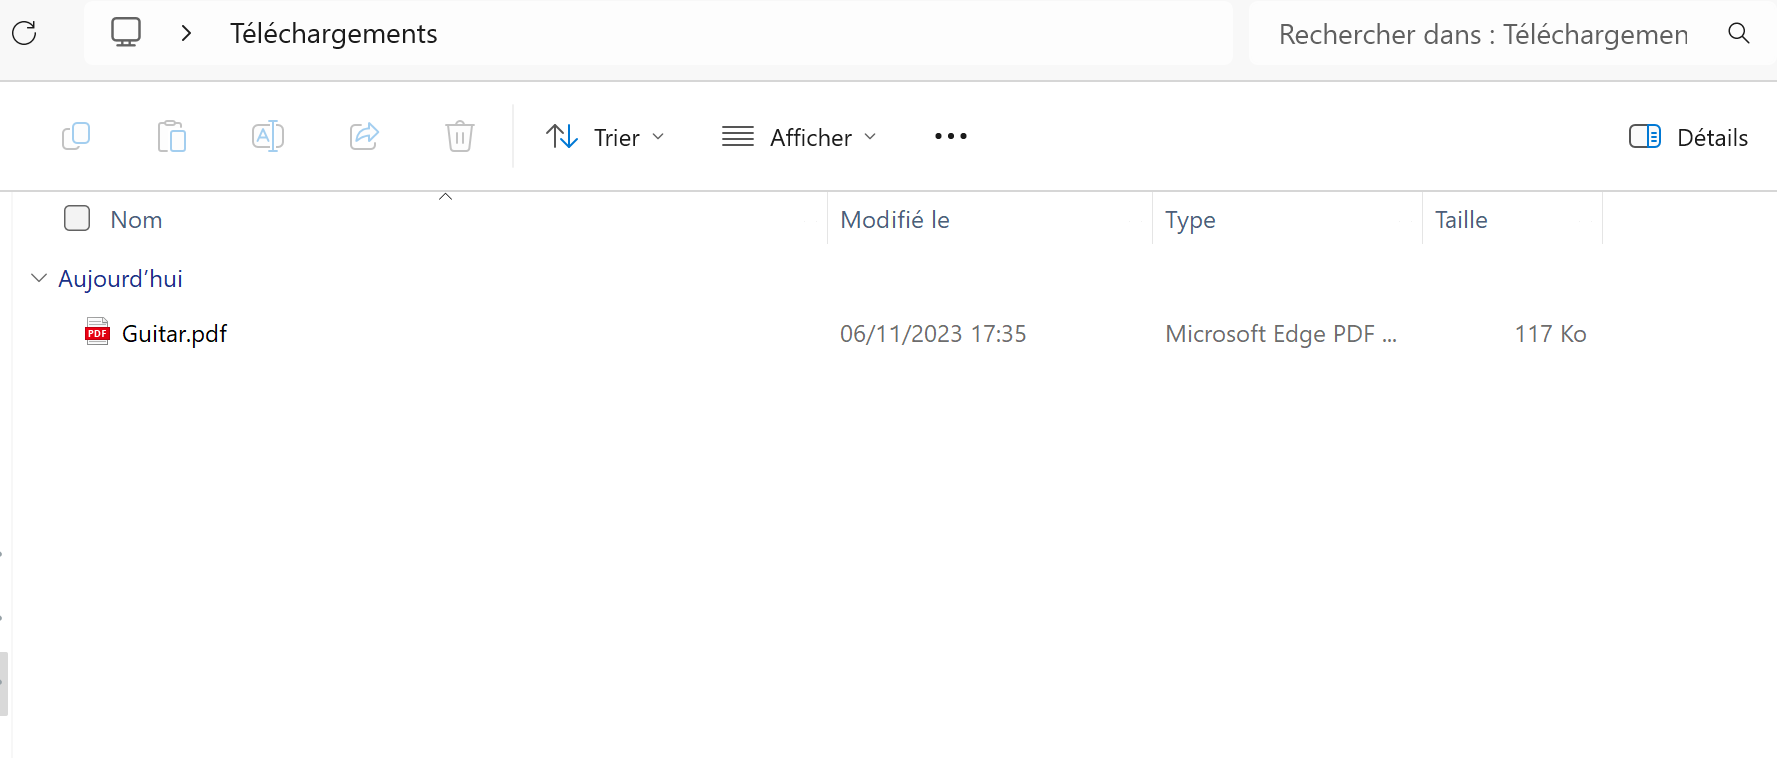 Téléchargements
Rechercher dans : Téléchargemen
Trier
Afficher
Détails
Nom
Modifié le
Type
Taille
Aujourd’hui
PDF
Guitar.pdf
06/11/2023 17:35
Microsoft Edge PDF ...
117 Ko